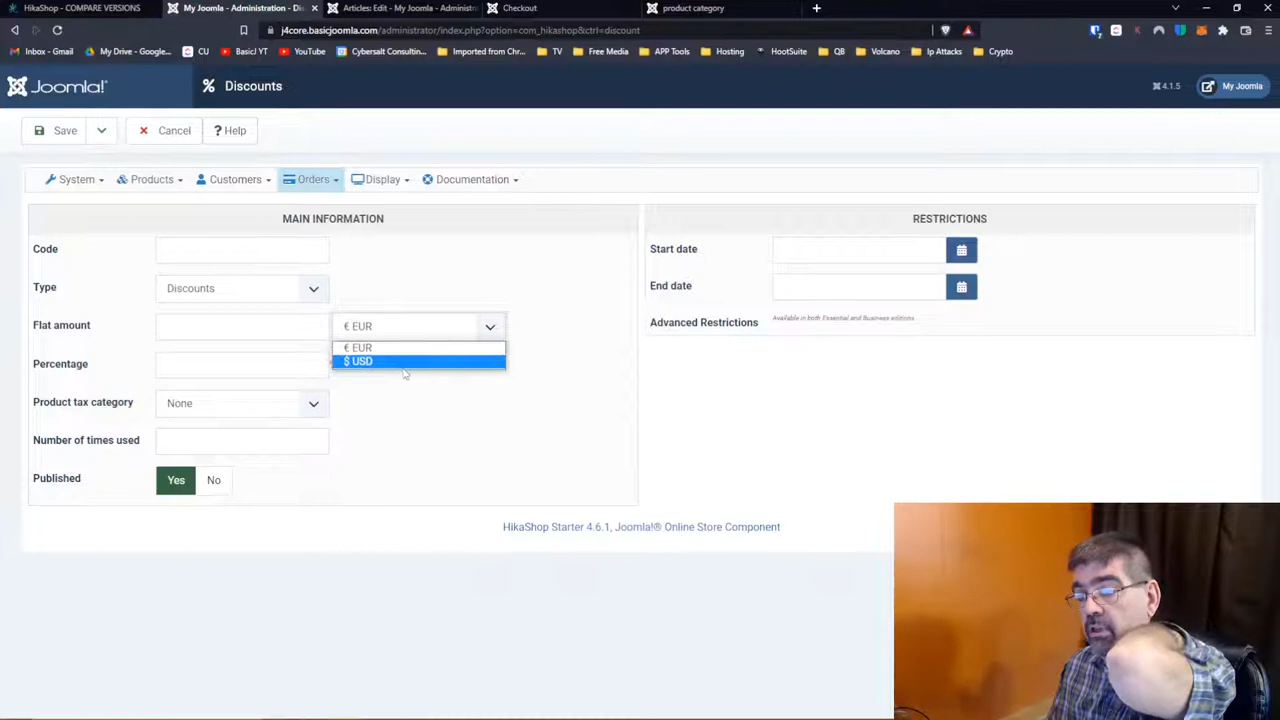 HikaShop - COMPARE VERSIONS
My Joomla - Administration - Di
Articles: Edit - My Joomla - Administr
Checkout
product category
j4core.basicjoomla.com/administrator/index.php?option=com_hikashop&ctrl=discount
Inbox - Gmail
My Drive - Google...
CU
BasicJ YT
YouTube
Cybersalt Consultin...
Imported from Chr...
TV
Free Media
APP Tools
Hosting
HootSuite
QB
Volcano
Ip Attacks
Crypto
Joomla!
% Discounts
4.1.5
My Joomla
Save
Cancel
? Help
System
Products
Customers
Orders
Display
Documentation
MAIN INFORMATION
Code
Type
Discounts
Flat amount
€ EUR
€ EUR
$ USD
Percentage
Product tax category
None
Number of times used
Published
Yes
No
RESTRICTIONS
Start date
End date
Advanced Restrictions
Available in both Essential and Business editions
HikaShop Starter 4.6.1, Joomla!® Online Store Component